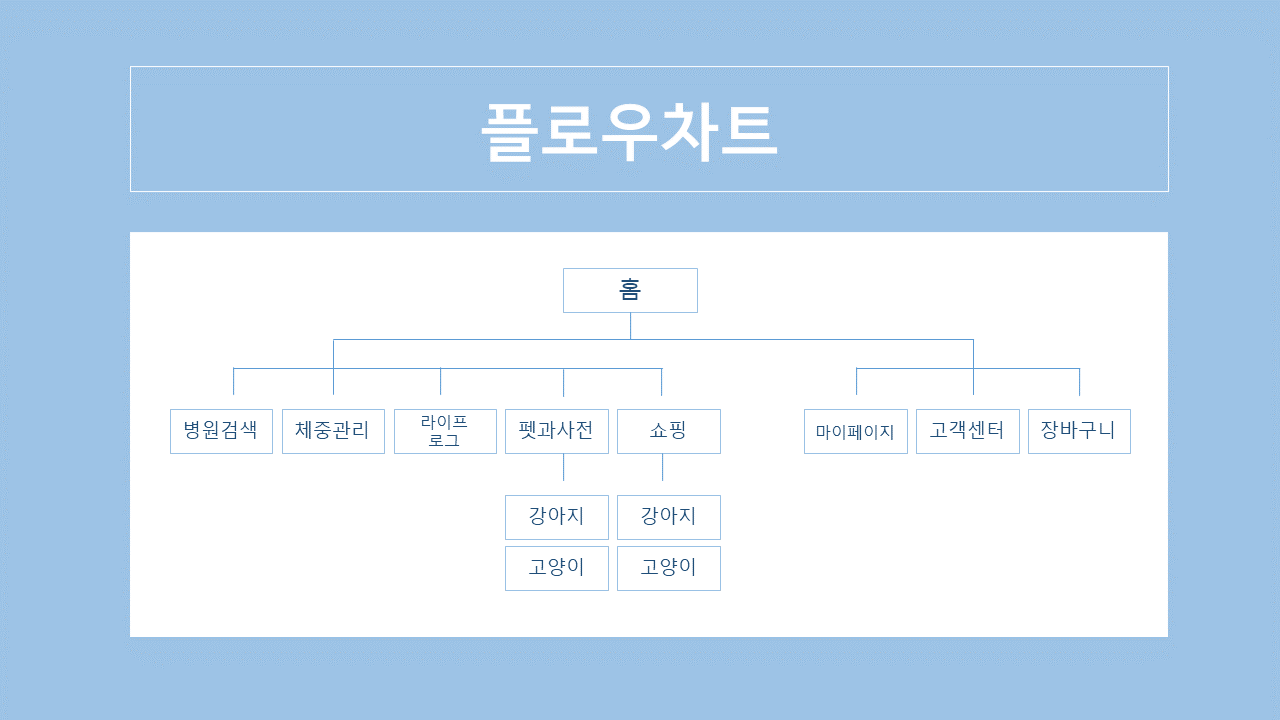 플로우차트
홈
병원검색
체중관리
라이프
로그
펫과사전
쇼핑
마이페이지
고객센터
장바구니
강아지
강아지
고양이
고양이